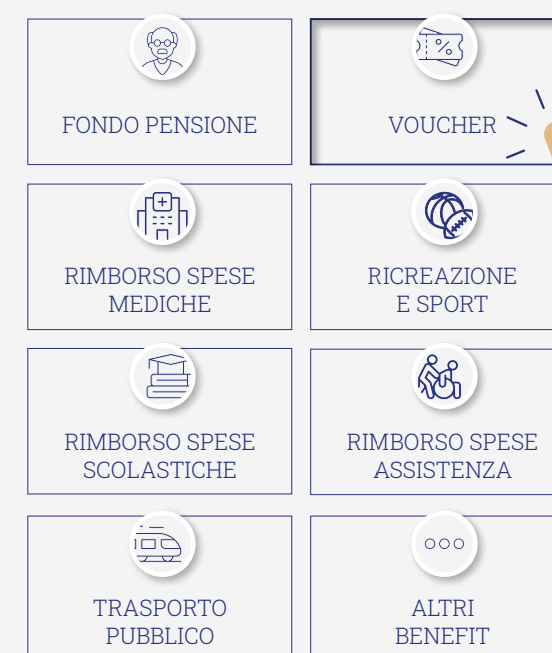 FONDO PENSIONE
VOUCHER
%
RIMBORSO SPESE
MEDICHE
RICREAZIONE
E SPORT
RIMBORSO SPESE
SCOLASTICHE
RIMBORSO SPESE
ASSISTENZA
TRASPORTO
PUBBLICO
ALTRI
BENEFIT